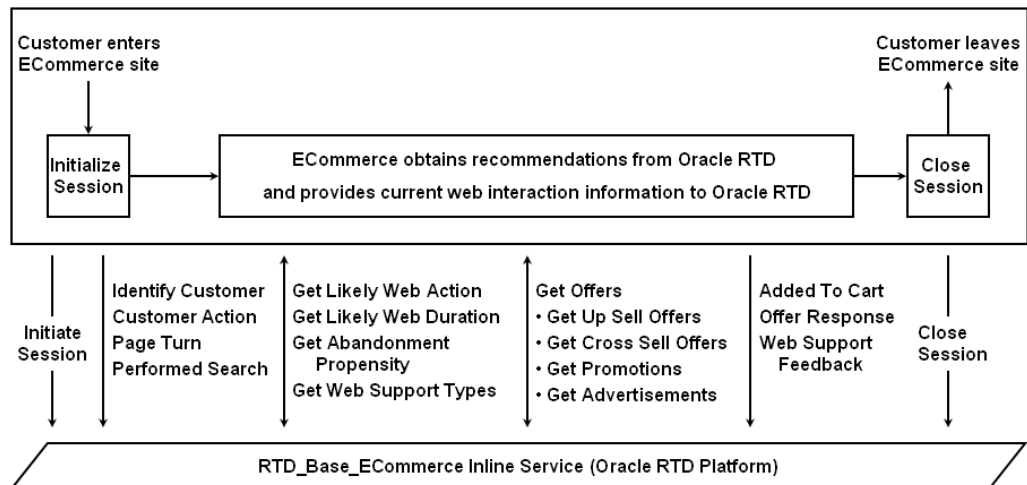 Customer enters
ECommerce site
Customer leaves
ECommerce site
Initialize
Session
ECommerce obtains recommendations from Oracle RTD
and provides current web interaction information to Oracle RTD
Close
Session
Initiate
Session
Identify Customer
Customer Action
Page Turn
Performed Search
Get Likely Web Action
Get Likely Web Duration
Get Abandonment
Propensity
Get Web Support Types
Get Offers
• Get Up Sell Offers
• Get Cross Sell Offers
• Get Promotions
• Get Advertisements
Added To Cart
Offer Response
Web Support
Feedback
Close
Session
RTD_Base_ECommerce Inline Service (Oracle RTD Platform)